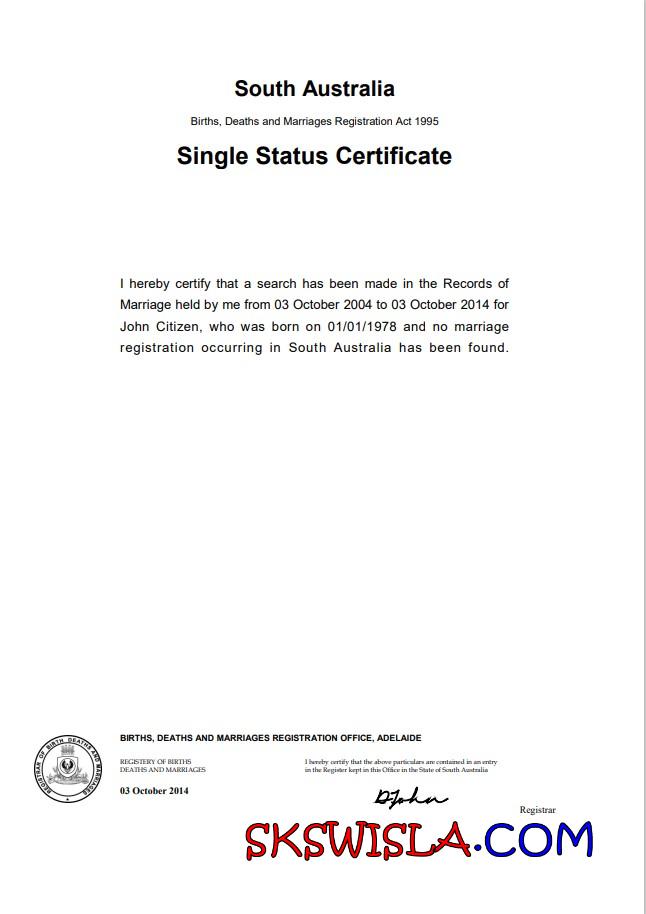 South Australia
Births, Deaths and Marriages Registration Act 1995
Single Status Certificate
I hereby certify that a search has been made in the Records of
Marriage held by me from 03 October 2004 to 03 October 2014 for
John Citizen, who was born on 01/01/1978 and no marriage
registration occurring in South Australia has been found.
BIRTHS, DEATHS AND MARRIAGES REGISTRATION OFFICE, ADELAIDE
REGISTRAR OF BIRTH DEATHS AND MARRIAGES
REGISTERY OF BIRTHS
DEATHS AND MARRIAGES
I hereby certify that the above particulars are contained in an entry
in the Register kept in this Office in the State of South Australia
03 October 2014
Registrar
SKSWISLA.COM